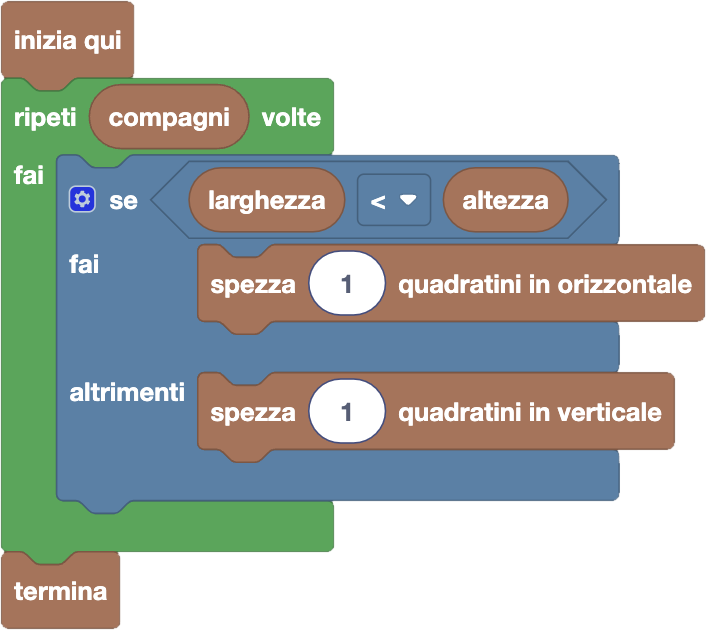 inizia qui
ripeti compagni volte
fai
se larghezza < altezza
fai
spezza 1 quadratini in orizzontale
altrimenti
spezza 1 quadratini in verticale
termina